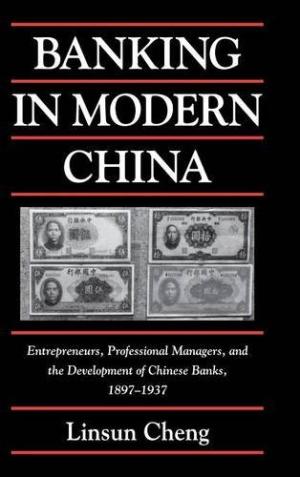 BANKING
IN MODERN
CHINA
Entrepreneurs, Professional Managers, and
the Development of Chinese Banks,
1897–1937
Linsun Cheng